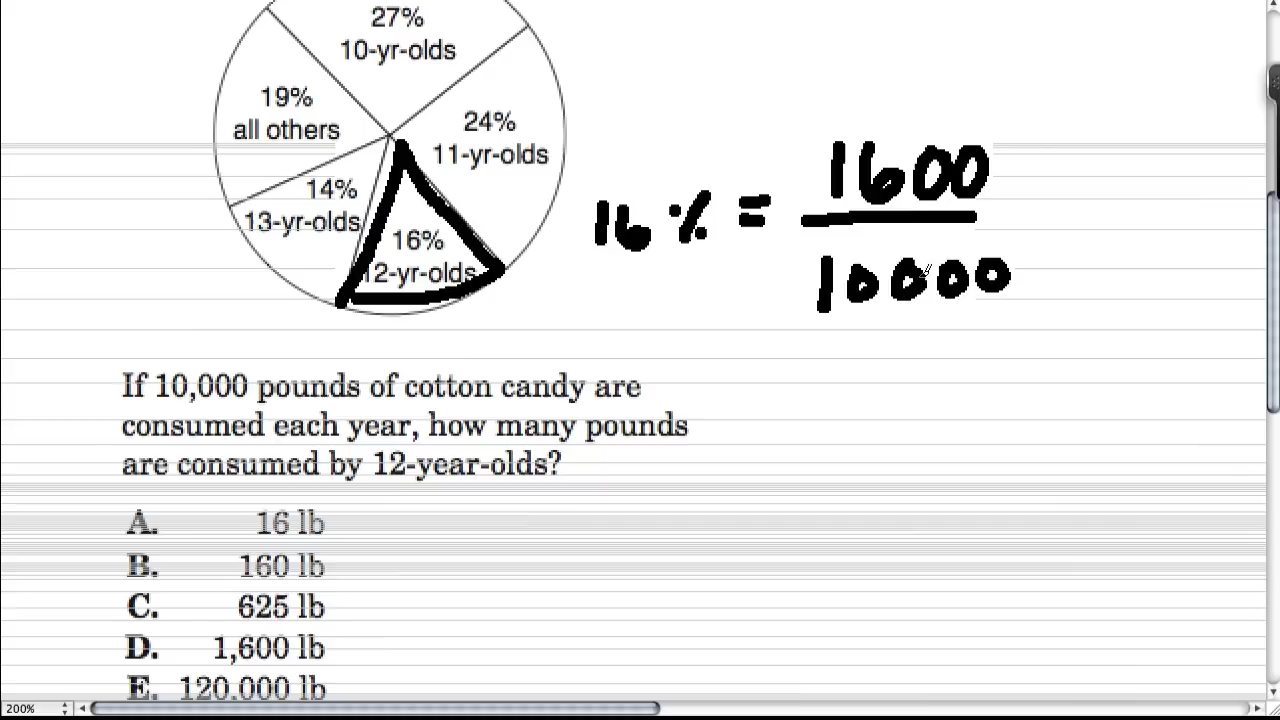 27%
10-yr-olds
19%
all others
24%
11-yr-olds
14%
13-yr-olds
16%
12-yr-olds
16% = 1600
10000
If 10,000 pounds of cotton candy are
consumed each year, how many pounds
are consumed by 12-year-olds?
A. 16 lb
B. 160 lb
C. 625 lb
D. 1,600 lb
E. 120,000 lb
200%